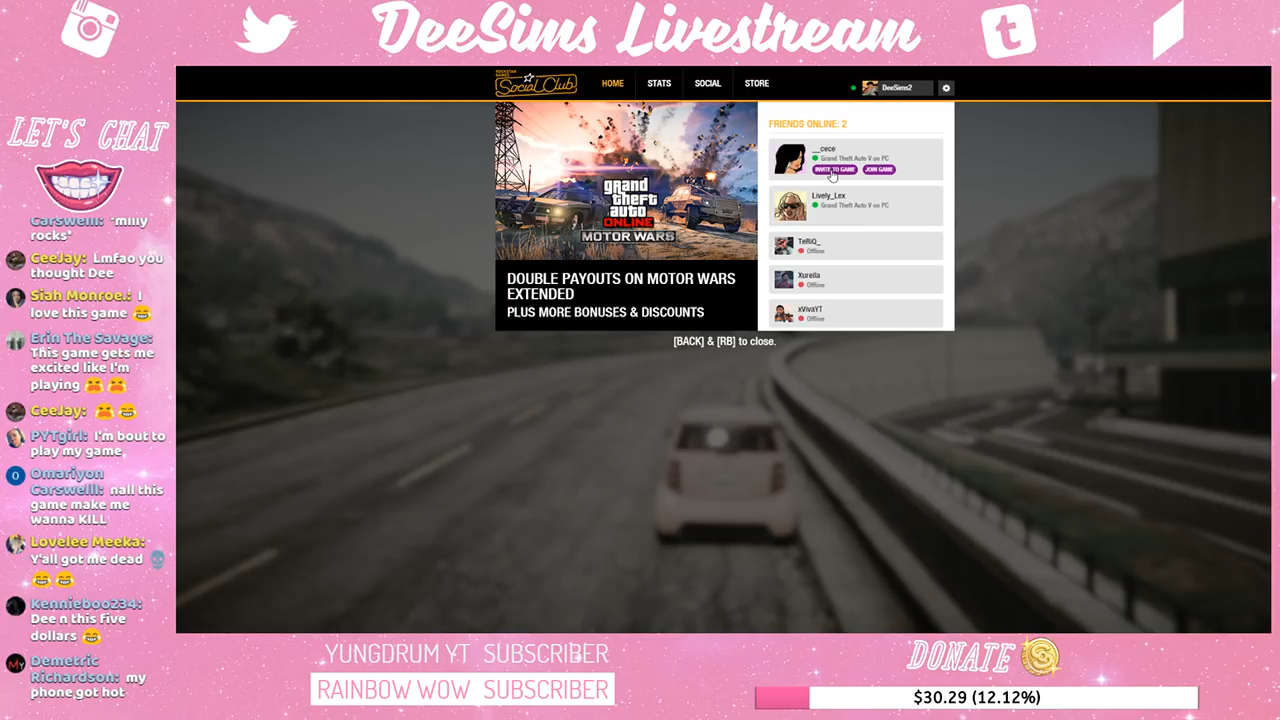 DeeSims Livestream
LET'S CHAT
Carswelll: *milly
rocks*
CeeJay: Lmfao you
thought Dee
Siah Monroe.: I
love this game 😂
Erin The Savage:
This game gets me
excited like I'm
playing 😫 😫
CeeJay: 😫 😂
PYTgirl: I'm bout to
play my game
Omariyon
Carswelll: nall this
game make me
wanna KILL
Lovelee Meeka:
Y'all got me dead 💀
😂 😂
Kennieboo234:
Dee n this five
dollars 😂
Demetric
Richardson: my
phone got hot
ROCKSTAR
GAMES
Social Club
HOME
STATS
SOCIAL
STORE
DeeSims2
grand
theft
auto
ONLINE
MOTOR WARS
DOUBLE PAYOUTS ON MOTOR WARS
EXTENDED
PLUS MORE BONUSES & DISCOUNTS
FRIENDS ONLINE: 2
__cece
Grand Theft Auto V on PC
INVITE TO GAME JOIN GAME
Lively_Lex
Grand Theft Auto V on PC
TeRiQ_
Offline
Xureila
Offline
xVivaYT
Offline
[BACK] & [RB] to close.
YUNGDRUM YT SUBSCRIBER
RAINBOW WOW SUBSCRIBER
DONATE
$30.29 (12.12%)